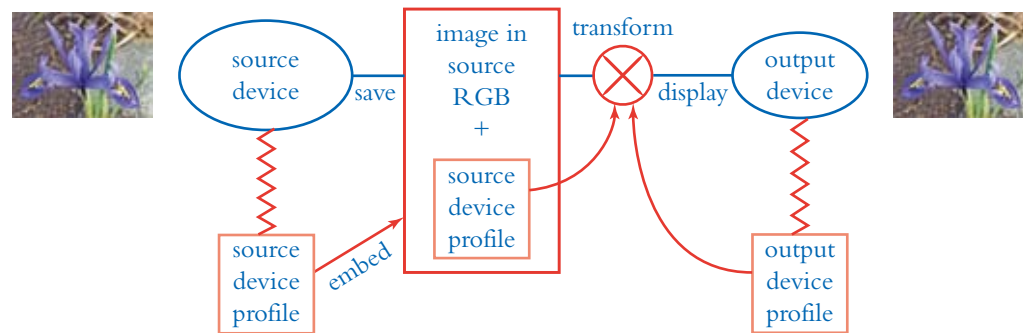 source
device
save
image in
source
RGB
+
source
device
profile
transform
display
output
device
source
device
profile
embed
output
device
profile